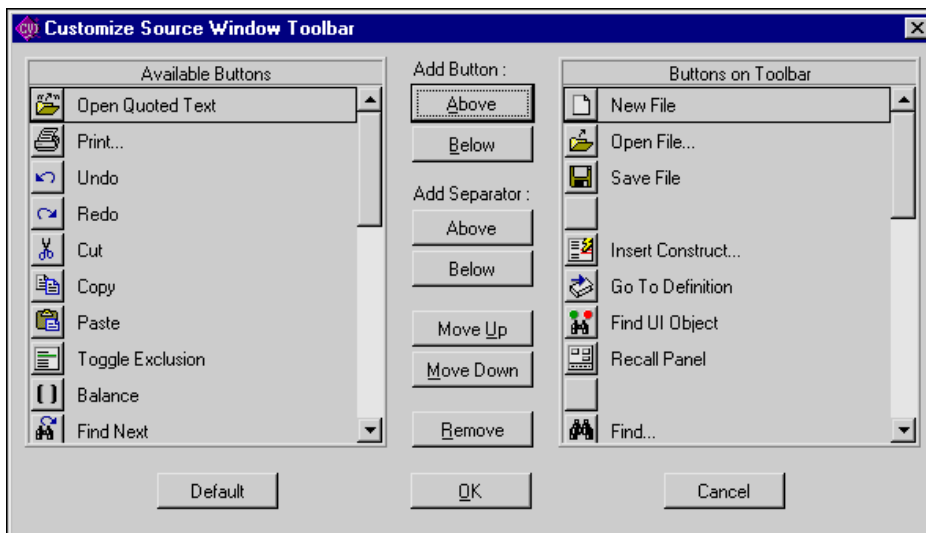 cvi Customize Source Window Toolbar
Available Buttons
Open Quoted Text
Print...
Undo
Redo
Cut
Copy
Paste
Toggle Exclusion
Balance
Find Next
Add Button :
Above
Below
Add Separator :
Above
Below
Move Up
Move Down
Remove
Buttons on Toolbar
New File
Open File...
Save File
Insert Construct...
Go To Definition
Find UI Object
Recall Panel
Find...
Default
OK
Cancel